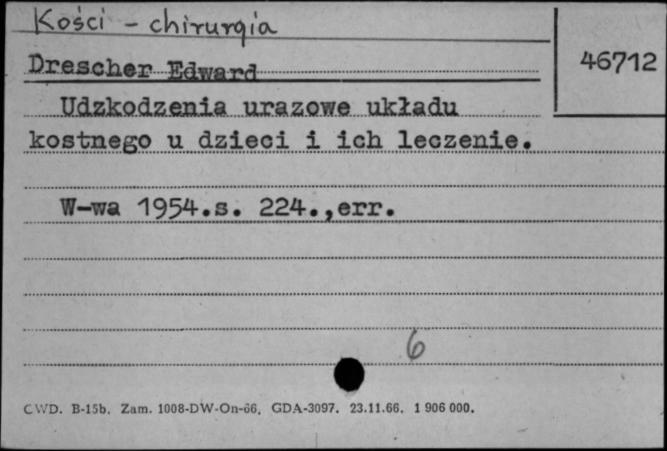 Kości - chirurgia
46712
Drescher Edward
Udzkodzenia urazowe układu
kostnego u dzieci i ich leczenie.
W-wa 1954.s. 224.,err.
6
CWD. B-15b. Zam. 1008-DW-On-66. GDA-3097. 23.11.66. 1 906 000.